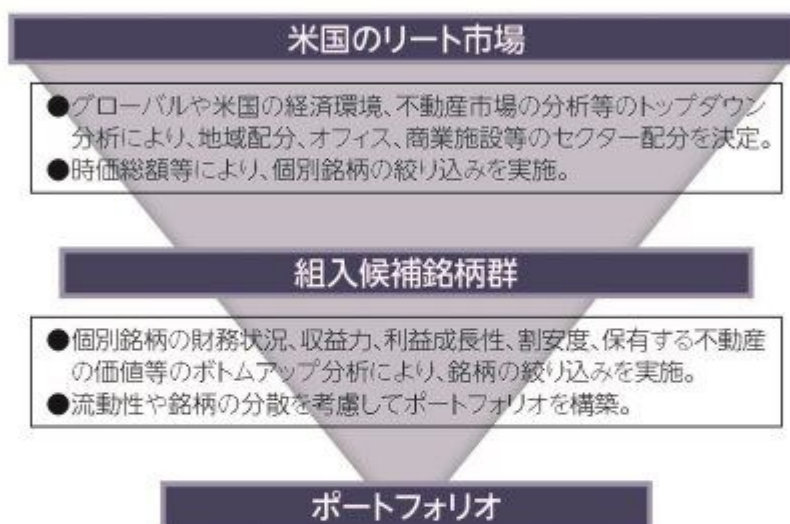 米国のリート市場
●グローバルや米国の経済環境、不動産市場の分析等のトップダウン
分析により、地域配分、オフィス、商業施設等のセクター配分を決定。
●時価総額等により、個別銘柄の絞り込みを実施。
組入候補銘柄群
●個別銘柄の財務状況、収益力、利益成長性、割安度、保有する不動産
の価値等のボトムアップ分析により、銘柄の絞り込みを実施。
●流動性や銘柄の分散を考慮してポートフォリオを構築。
ポートフォリオ